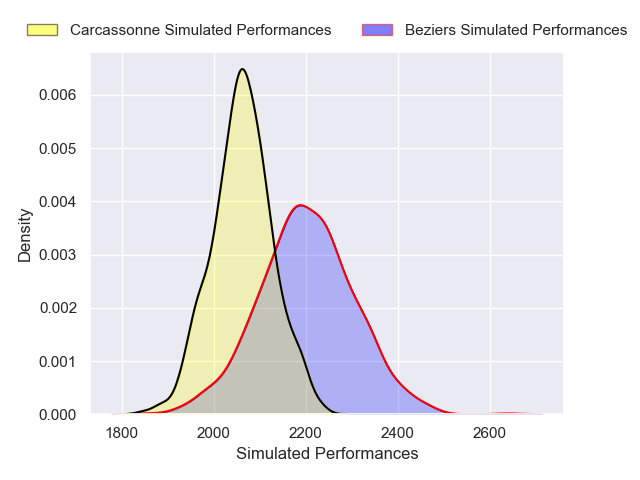 Carcassonne Simulated Performances Beziers Simulated Performances
0.006
0.005
0.004
0.003
0.002
0.001
0.000
Density
1800 2000 2200 2400 2600
Simulated Performances